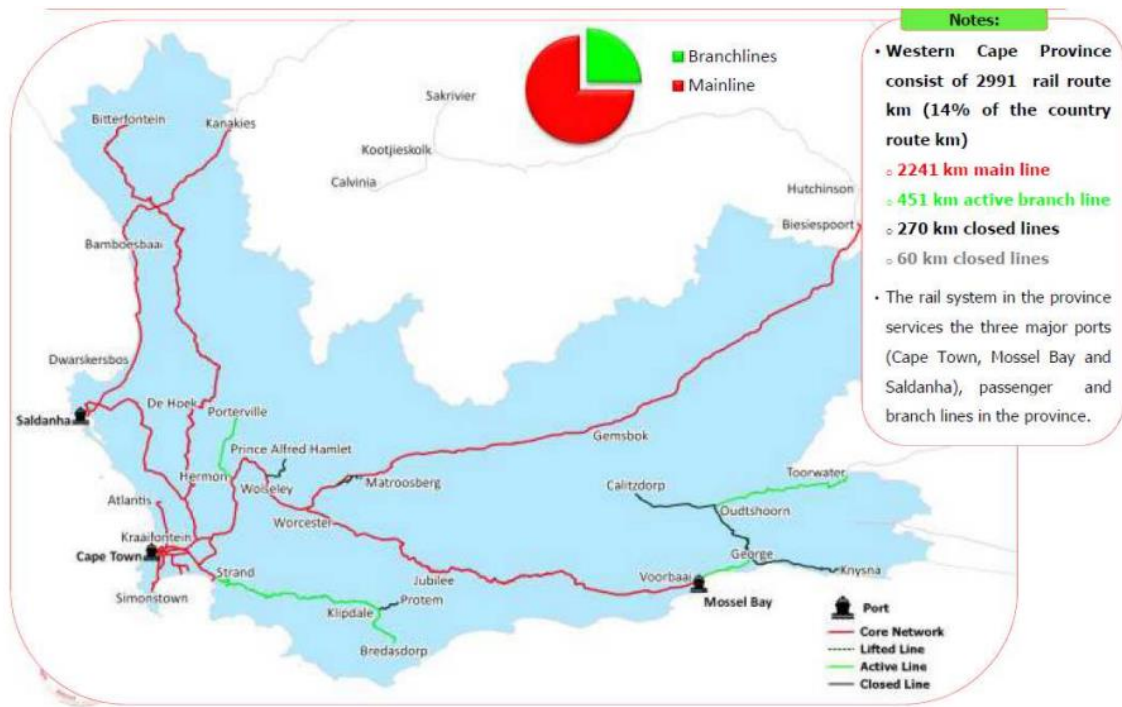 Notes:
• Western Cape Province
consist of 2991 rail route
km (14% of the country
route km)
○ 2241 km main line
○ 451 km active branch line
○ 270 km closed lines
○ 60 km closed lines
• The rail system in the province
services the three major ports
(Cape Town, Mossel Bay and
Saldanha), passenger and
branch lines in the province.
Branchlines
Mainline
Sakrivier
Bitterfontein
Kanakies
Kootjieskolk
Calvinia
Hutchinson
Biesiespoort
Bamboesbaai
Dwarskersbos
De Hoek
Porterville
Saldanha
Gemsbok
Prince Alfred Hamlet
Hermon
Wolseley
Matroosberg
Toorwater
Calitzdorp
Atlantis
Oudtshoorn
Worcester
Kraaifontein
Cape Town
George
Strand
Jubilee
Voorbaai
Knysna
Simonstown
Protem
Mossel Bay
Klipdale
Bredasdorp
Port
Core Network
Lifted Line
Active Line
Closed Line